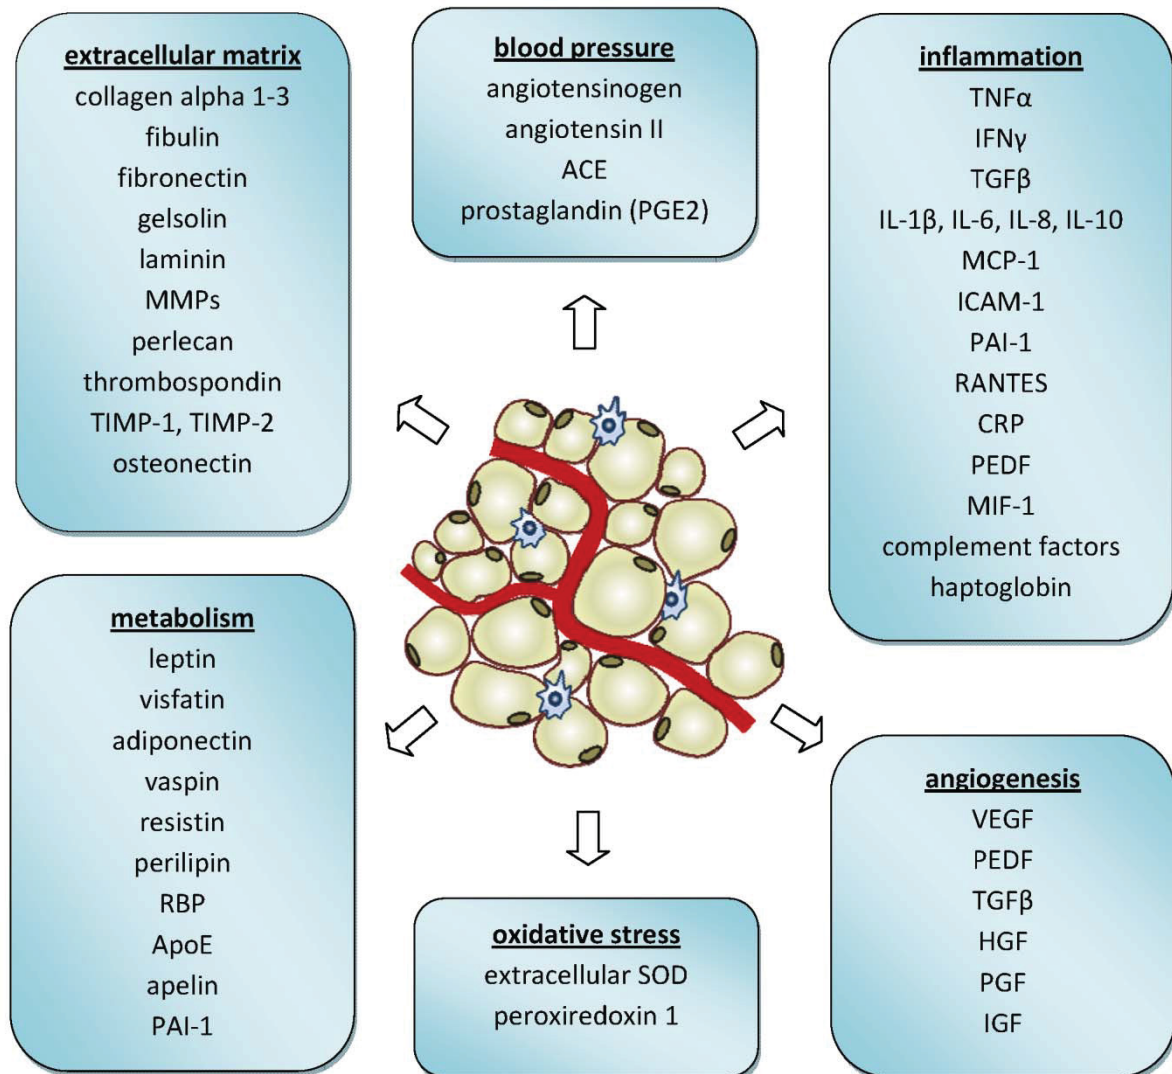 extracellular matrix
collagen alpha 1-3
fibulin
fibronectin
gelsolin
laminin
MMPs
perlecan
thrombospondin
TIMP-1, TIMP-2
osteonectin
blood pressure
angiotensinogen
angiotensin II
ACE
prostaglandin (PGE2)
inflammation
TNFα
IFNγ
TGFβ
IL-1β, IL-6, IL-8, IL-10
MCP-1
ICAM-1
PAI-1
RANTES
CRP
PEDF
MIF-1
complement factors
haptoglobin
metabolism
leptin
visfatin
adiponectin
vaspin
resistin
perilipin
RBP
ApoE
apelin
PAI-1
oxidative stress
extracellular SOD
peroxiredoxin 1
angiogenesis
VEGF
PEDF
TGFβ
HGF
PGF
IGF